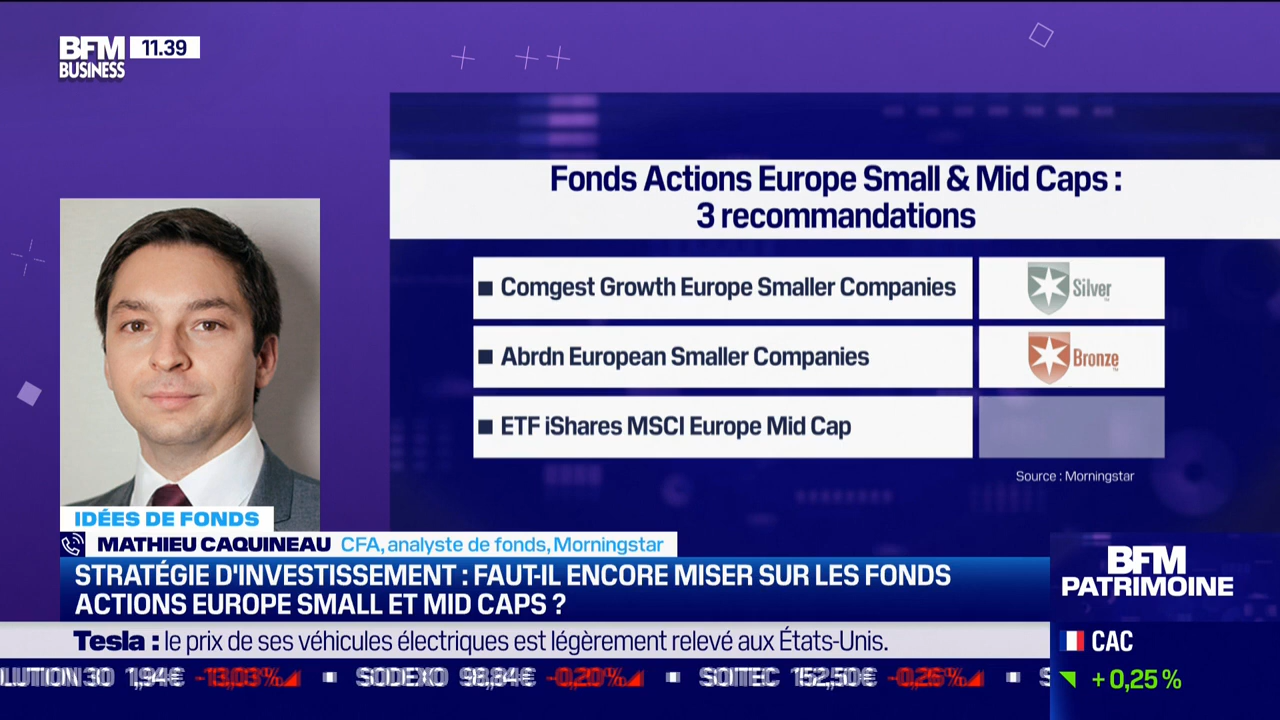 BFM
BUSINESS
11.39
Fonds Actions Europe Small & Mid Caps :
3 recommandations
Comgest Growth Europe Smaller Companies
Silver
Abrdn European Smaller Companies
Bronze
ETF iShares MSCI Europe Mid Cap
Source : Morningstar
IDÉES DE FONDS
MATHIEU CAQUINEAU CFA, analyste de fonds, Morningstar
STRATÉGIE D'INVESTISSEMENT : FAUT-IL ENCORE MISER SUR LES FONDS
ACTIONS EUROPE SMALL ET MID CAPS ?
BFM
PATRIMOINE
Tesla : le prix de ses véhicules électriques est légèrement relevé aux États-Unis.
CAC
+ 0,25 %
LUTION 30 1,94€ -13,03% SODEXO 98,84€ -0,20% SOITEC 152,50€ -0,26% S